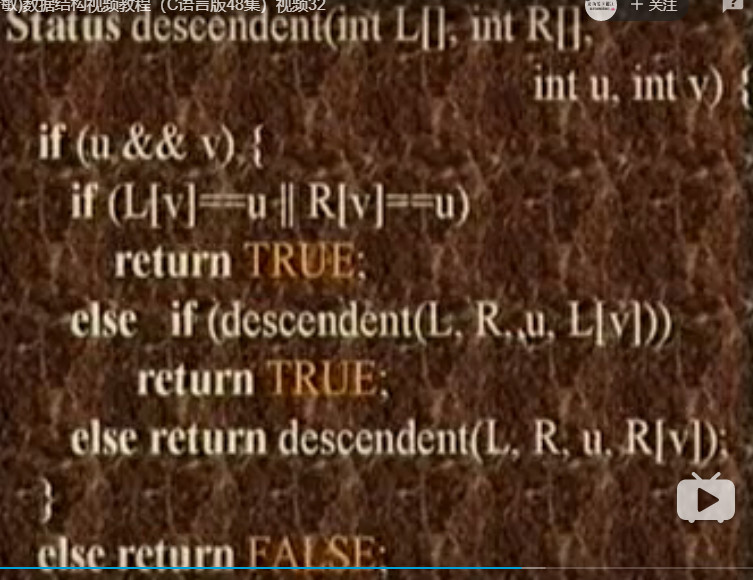 取)数据结构视频教程（C语言版48集）视频32
+ 关注
Status descendent(int L[], int R[],
int u, int v) {
if (u && v) {
if (L[v]==u || R[v]==u)
return TRUE;
else if (descendent(L, R, u, L[v]))
return TRUE;
else return descendent(L, R, u, R[v]);
}
else return FALSE;